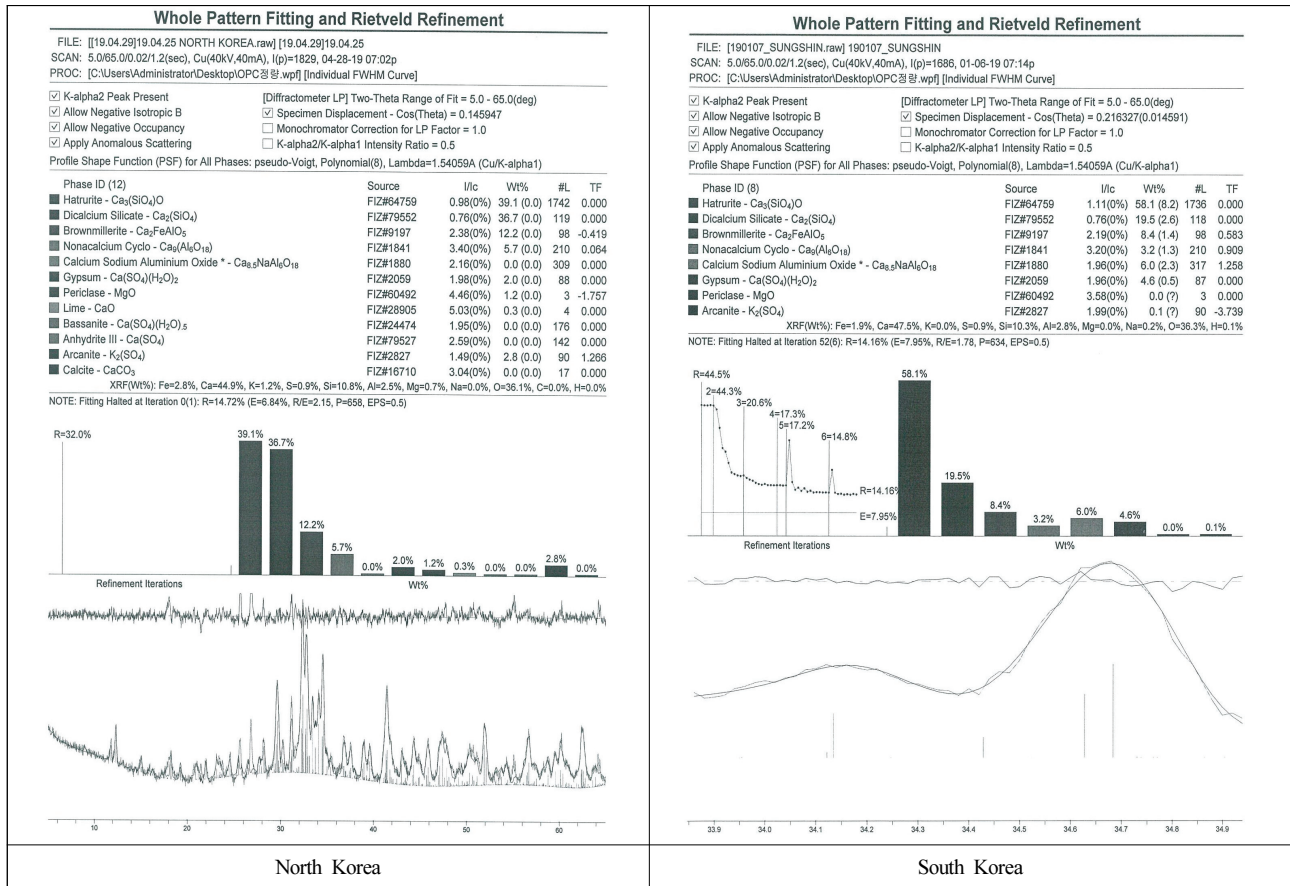 Whole Pattern Fitting and Rietveld Refinement
FILE: [[19.04.29]19.04.25 NORTH KOREA.raw] [19.04.29]19.04.25
SCAN: 5.0/65.0/0.02/1.2(sec), Cu(40kV,40mA), I(p)=1829, 04-28-19 07:02p
PROC: [C:\Users\Administrator\Desktop\OPC정량.wpf] [Individual FWHM Curve]
K-alpha2 Peak Present [Diffractometer LP] Two-Theta Range of Fit = 5.0 - 65.0(deg)
Allow Negative Isotropic B Specimen Displacement - Cos(Theta) = 0.145947
Allow Negative Occupancy Monochromator Correction for LP Factor = 1.0
Apply Anomalous Scattering K-alpha2/K-alpha1 Intensity Ratio = 0.5
Profile Shape Function (PSF) for All Phases: pseudo-Voigt, Polynomial(8), Lambda=1.54059A (Cu/K-alpha1)
Phase ID (12) Source I/Ic Wt% #L TF
Hatrurite - Ca₃(SiO₄)O FIZ#64759 0.98(0%) 39.1 (0.0) 1742 0.000
Dicalcium Silicate - Ca₂(SiO₄) FIZ#79552 0.76(0%) 36.7 (0.0) 119 0.000
Brownmillerite - Ca₂FeAlO₅ FIZ#9197 2.38(0%) 12.2 (0.0) 98 -0.419
Nonacalcium Cyclo - Ca₉(Al₆O₁₈) FIZ#1841 3.40(0%) 5.7 (0.0) 210 0.064
Calcium Sodium Aluminium Oxide * - Ca₈.₅NaAl₆O₁₈ FIZ#1880 2.16(0%) 0.0 (0.0) 309 0.000
Gypsum - Ca(SO₄)(H₂O)₂ FIZ#2059 1.98(0%) 2.0 (0.0) 88 0.000
Periclase - MgO FIZ#60492 4.46(0%) 1.2 (0.0) 3 -1.757
Lime - CaO FIZ#28905 5.03(0%) 0.3 (0.0) 4 0.000
Bassanite - Ca(SO₄)(H₂O).₅ FIZ#24474 1.95(0%) 0.0 (0.0) 176 0.000
Anhydrite III - Ca(SO₄) FIZ#79527 2.59(0%) 0.0 (0.0) 142 0.000
Arcanite - K₂(SO₄) FIZ#2827 1.49(0%) 2.8 (0.0) 90 1.266
Calcite - CaCO₃ FIZ#16710 3.04(0%) 0.0 (0.0) 17 0.000
XRF(Wt%): Fe=2.8%, Ca=44.9%, K=1.2%, S=0.9%, Si=10.8%, Al=2.5%, Mg=0.7%, Na=0.0%, O=36.1%, C=0.0%, H=0.0%
NOTE: Fitting Halted at Iteration 0(1): R=14.72% (E=6.84%, R/E=2.15, P=658, EPS=0.5)
R=32.0%
39.1% 36.7% 12.2% 5.7% 0.0% 2.0% 1.2% 0.3% 0.0% 0.0% 2.8% 0.0%
Refinement Iterations Wt%
10 20 30 40 50 60
North Korea
Whole Pattern Fitting and Rietveld Refinement
FILE: [190107_SUNGSHIN.raw] 190107_SUNGSHIN
SCAN: 5.0/65.0/0.02/1.2(sec), Cu(40kV,40mA), I(p)=1686, 01-06-19 07:14p
PROC: [C:\Users\Administrator\Desktop\OPC정량.wpf] [Individual FWHM Curve]
K-alpha2 Peak Present [Diffractometer LP] Two-Theta Range of Fit = 5.0 - 65.0(deg)
Allow Negative Isotropic B Specimen Displacement - Cos(Theta) = 0.216327(0.014591)
Allow Negative Occupancy Monochromator Correction for LP Factor = 1.0
Apply Anomalous Scattering K-alpha2/K-alpha1 Intensity Ratio = 0.5
Profile Shape Function (PSF) for All Phases: pseudo-Voigt, Polynomial(8), Lambda=1.54059A (Cu/K-alpha1)
Phase ID (8) Source I/Ic Wt% #L TF
Hatrurite - Ca₃(SiO₄)O FIZ#64759 1.11(0%) 58.1 (8.2) 1736 0.000
Dicalcium Silicate - Ca₂(SiO₄) FIZ#79552 0.76(0%) 19.5 (2.6) 118 0.000
Brownmillerite - Ca₂FeAlO₅ FIZ#9197 2.19(0%) 8.4 (1.4) 98 0.583
Nonacalcium Cyclo - Ca₉(Al₆O₁₈) FIZ#1841 3.20(0%) 3.2 (1.3) 210 0.909
Calcium Sodium Aluminium Oxide * - Ca₈.₅NaAl₆O₁₈ FIZ#1880 1.96(0%) 6.0 (2.3) 317 1.258
Gypsum - Ca(SO₄)(H₂O)₂ FIZ#2059 1.96(0%) 4.6 (0.5) 87 0.000
Periclase - MgO FIZ#60492 3.58(0%) 0.0 (?) 3 0.000
Arcanite - K₂(SO₄) FIZ#2827 1.99(0%) 0.1 (?) 90 -3.739
XRF(Wt%): Fe=1.9%, Ca=47.5%, K=0.0%, S=0.9%, Si=10.3%, Al=2.8%, Mg=0.0%, Na=0.2%, O=36.3%, H=0.1%
NOTE: Fitting Halted at Iteration 52(6): R=14.16% (E=7.95%, R/E=1.78, P=634, EPS=0.5)
R=44.5%
2=44.3%
3=20.6%
4=17.3%
5=17.2%
6=14.8%
R=14.16%
E=7.95%
58.1% 19.5% 8.4% 3.2% 6.0% 4.6% 0.0% 0.1%
Refinement Iterations Wt%
33.9 34.0 34.1 34.2 34.3 34.4 34.5 34.6 34.7 34.8 34.9
South Korea